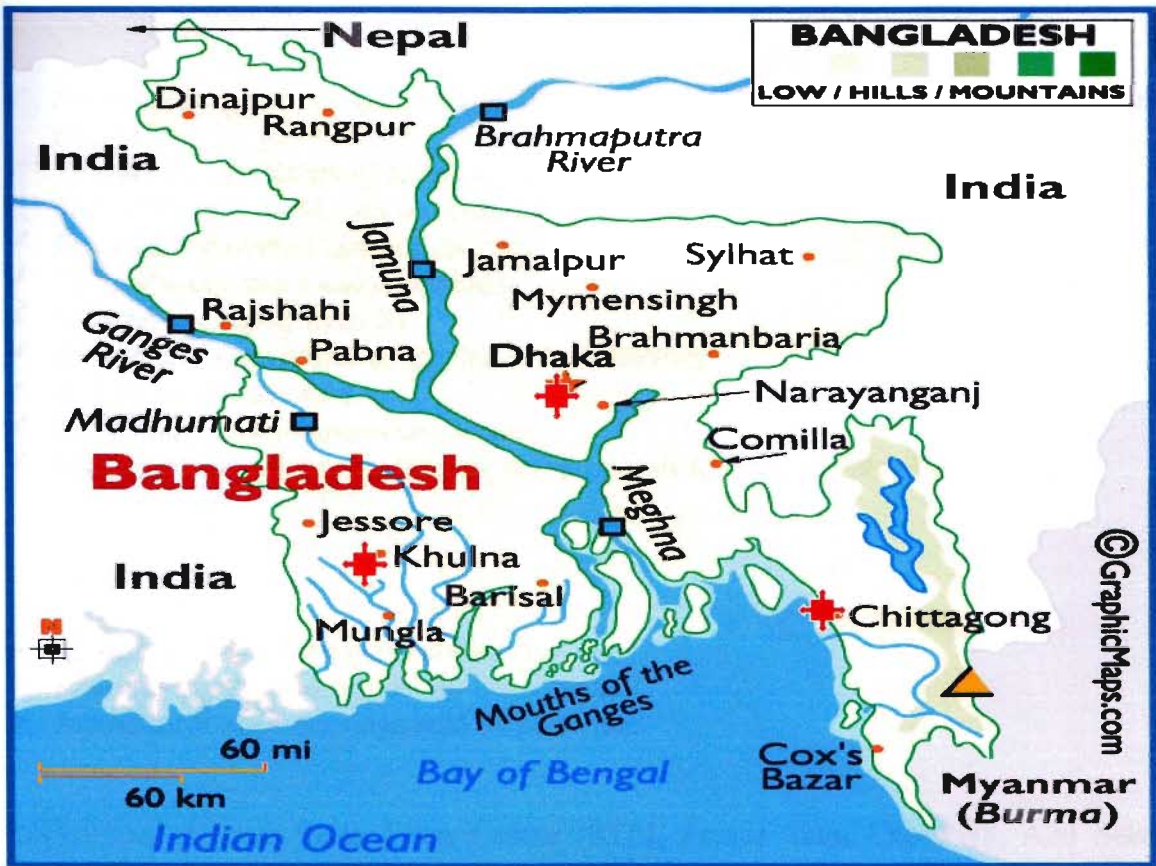 Nepal
BANGLADESH
LOW / HILLS / MOUNTAINS
Dinajpur
Rangpur
Brahmaputra
River
India
India
Jamuna
Jamalpur
Sylhat
Mymensingh
Rajshahi
Ganges
River
Pabna
Brahmanbaria
Dhaka
Narayanganj
Madhumati
Comilla
Bangladesh
Meghna
Jessore
Khulna
India
Barisal
Mungla
Chittagong
©GraphicMaps.com
N
Mouths of the
Ganges
60 mi
60 km
Bay of Bengal
Cox's
Bazar
Myanmar
(Burma)
Indian Ocean